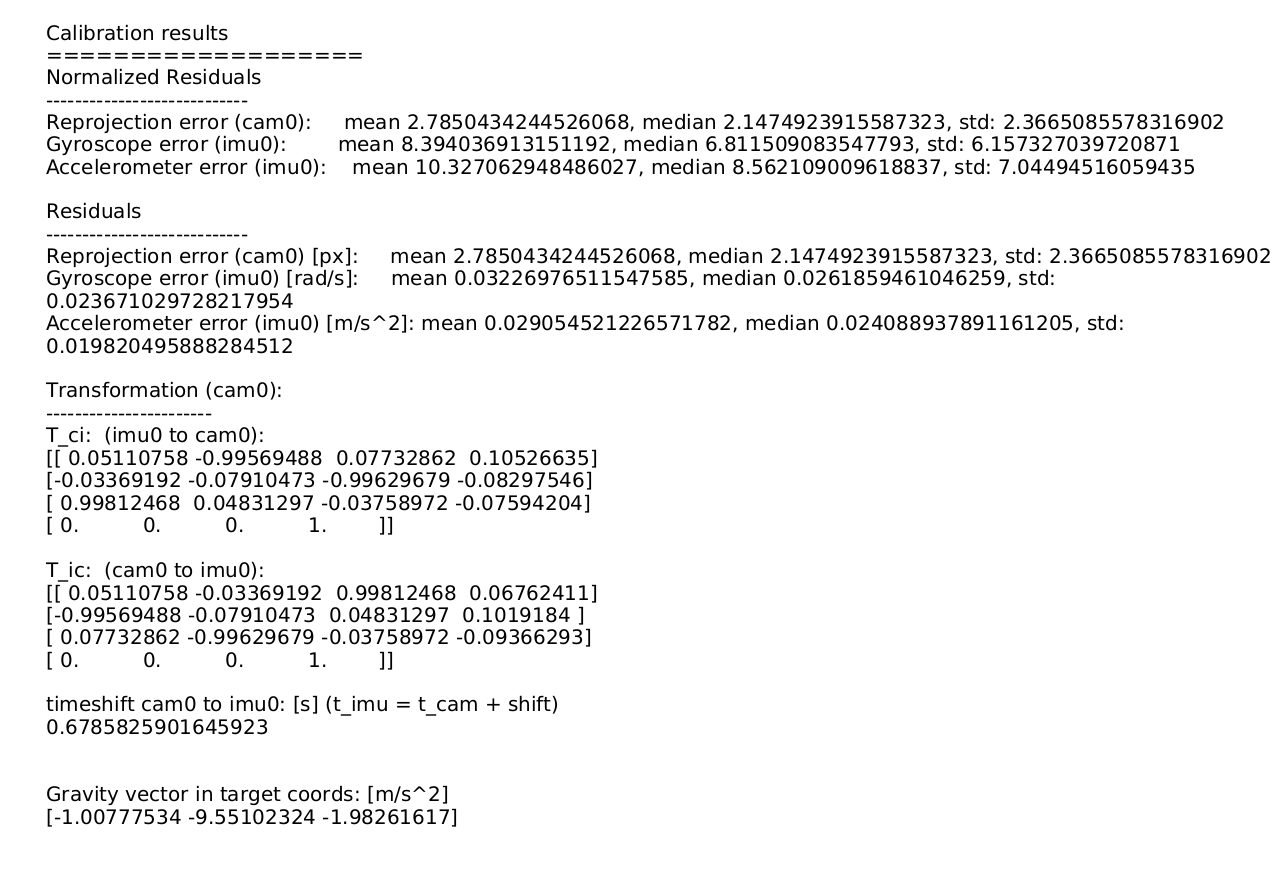 Calibration results
===================
Normalized Residuals
----------------------------
Reprojection error (cam0):     mean 2.7850434244526068, median 2.1474923915587323, std: 2.3665085578316902
Gyroscope error (imu0):        mean 8.394036913151192, median 6.811509083547793, std: 6.157327039720871
Accelerometer error (imu0):    mean 10.327062948486027, median 8.562109009618837, std: 7.04494516059435
Residuals
----------------------------
Reprojection error (cam0) [px]:     mean 2.7850434244526068, median 2.1474923915587323, std: 2.3665085578316902
Gyroscope error (imu0) [rad/s]:     mean 0.03226976511547585, median 0.0261859461046259, std:
0.023671029728217954
Accelerometer error (imu0) [m/s^2]: mean 0.029054521226571782, median 0.024088937891161205, std:
0.019820495888284512
Transformation (cam0):
-----------------------
T_ci:  (imu0 to cam0):
[[ 0.05110758 -0.99569488  0.07732862  0.10526635]
[-0.03369192 -0.07910473 -0.99629679 -0.08297546]
[ 0.99812468  0.04831297 -0.03758972 -0.07594204]
[ 0.          0.          0.          1.        ]]
T_ic:  (cam0 to imu0):
[[ 0.05110758 -0.03369192  0.99812468  0.06762411]
[-0.99569488 -0.07910473  0.04831297  0.1019184 ]
[ 0.07732862 -0.99629679 -0.03758972 -0.09366293]
[ 0.          0.          0.          1.        ]]
timeshift cam0 to imu0: [s] (t_imu = t_cam + shift)
0.6785825901645923
Gravity vector in target coords: [m/s^2]
[-1.00777534 -9.55102324 -1.98261617]